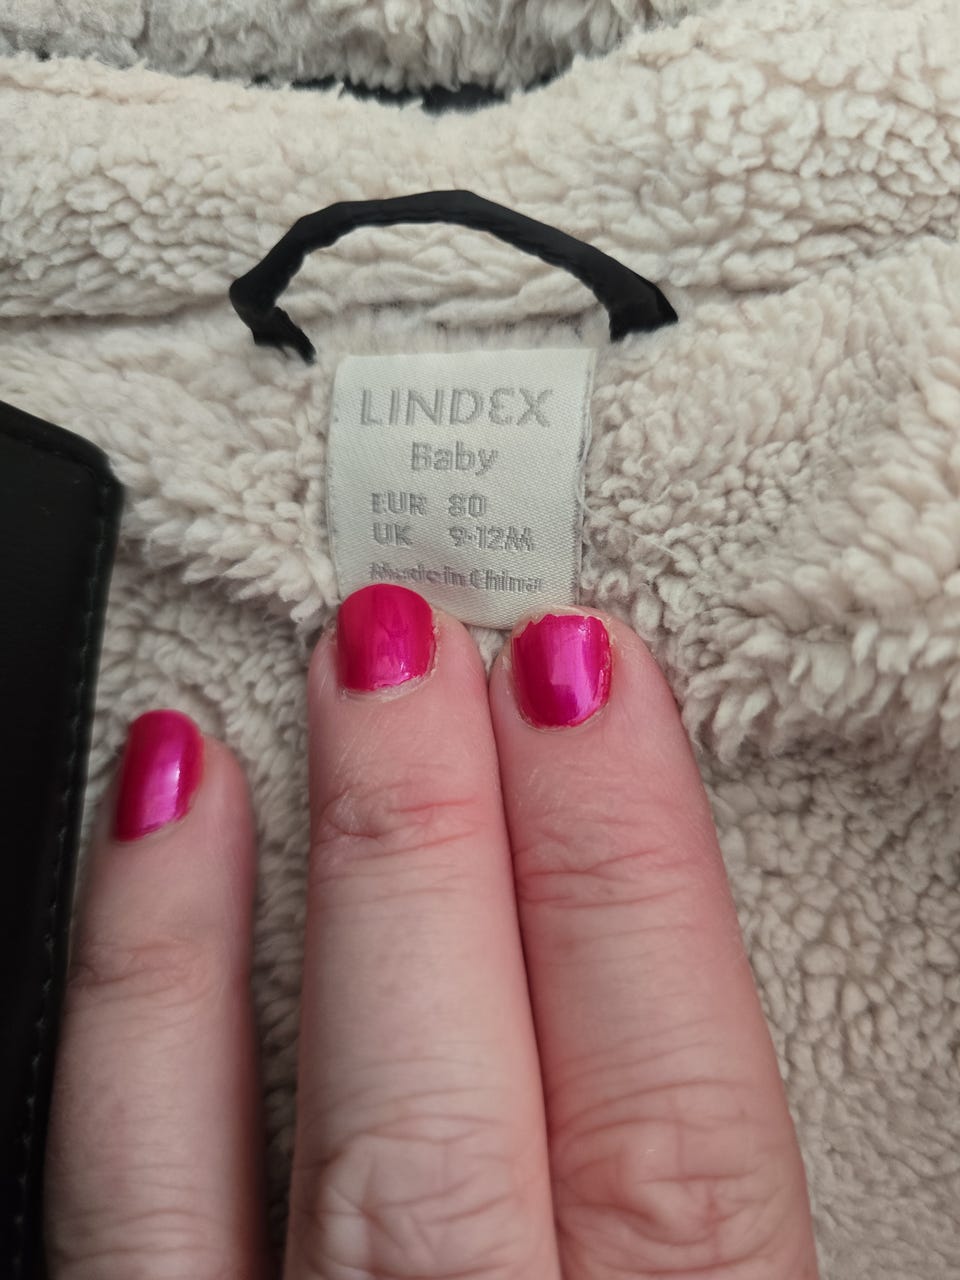 LINDEX
Baby
EUR 80
UK 9-12M
Made in China